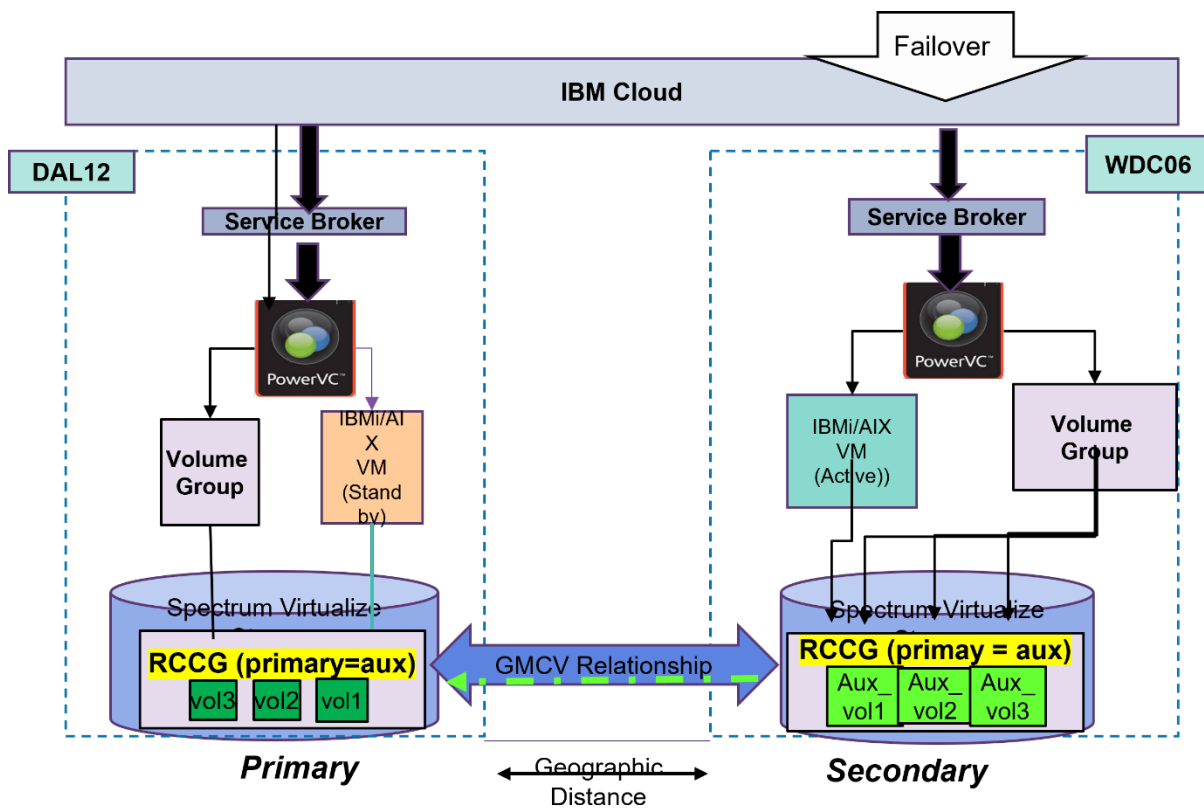 Failover
IBM Cloud
DAL12
WDC06
Service Broker
Service Broker
PowerVC™
PowerVC™
Volume
Group
IBMi/AI
X
VM
(Stand
by)
IBMi/AIX
VM
(Active))
Volume
Group
Spectrum Virtualize
RCCG (primary=aux)
vol3
vol2
vol1
GMCV Relationship
Spectrum Virtualize
RCCG (primay = aux)
Aux_
vol1
Aux_
vol2
Aux_
vol3
Primary
Geographic
Distance
Secondary